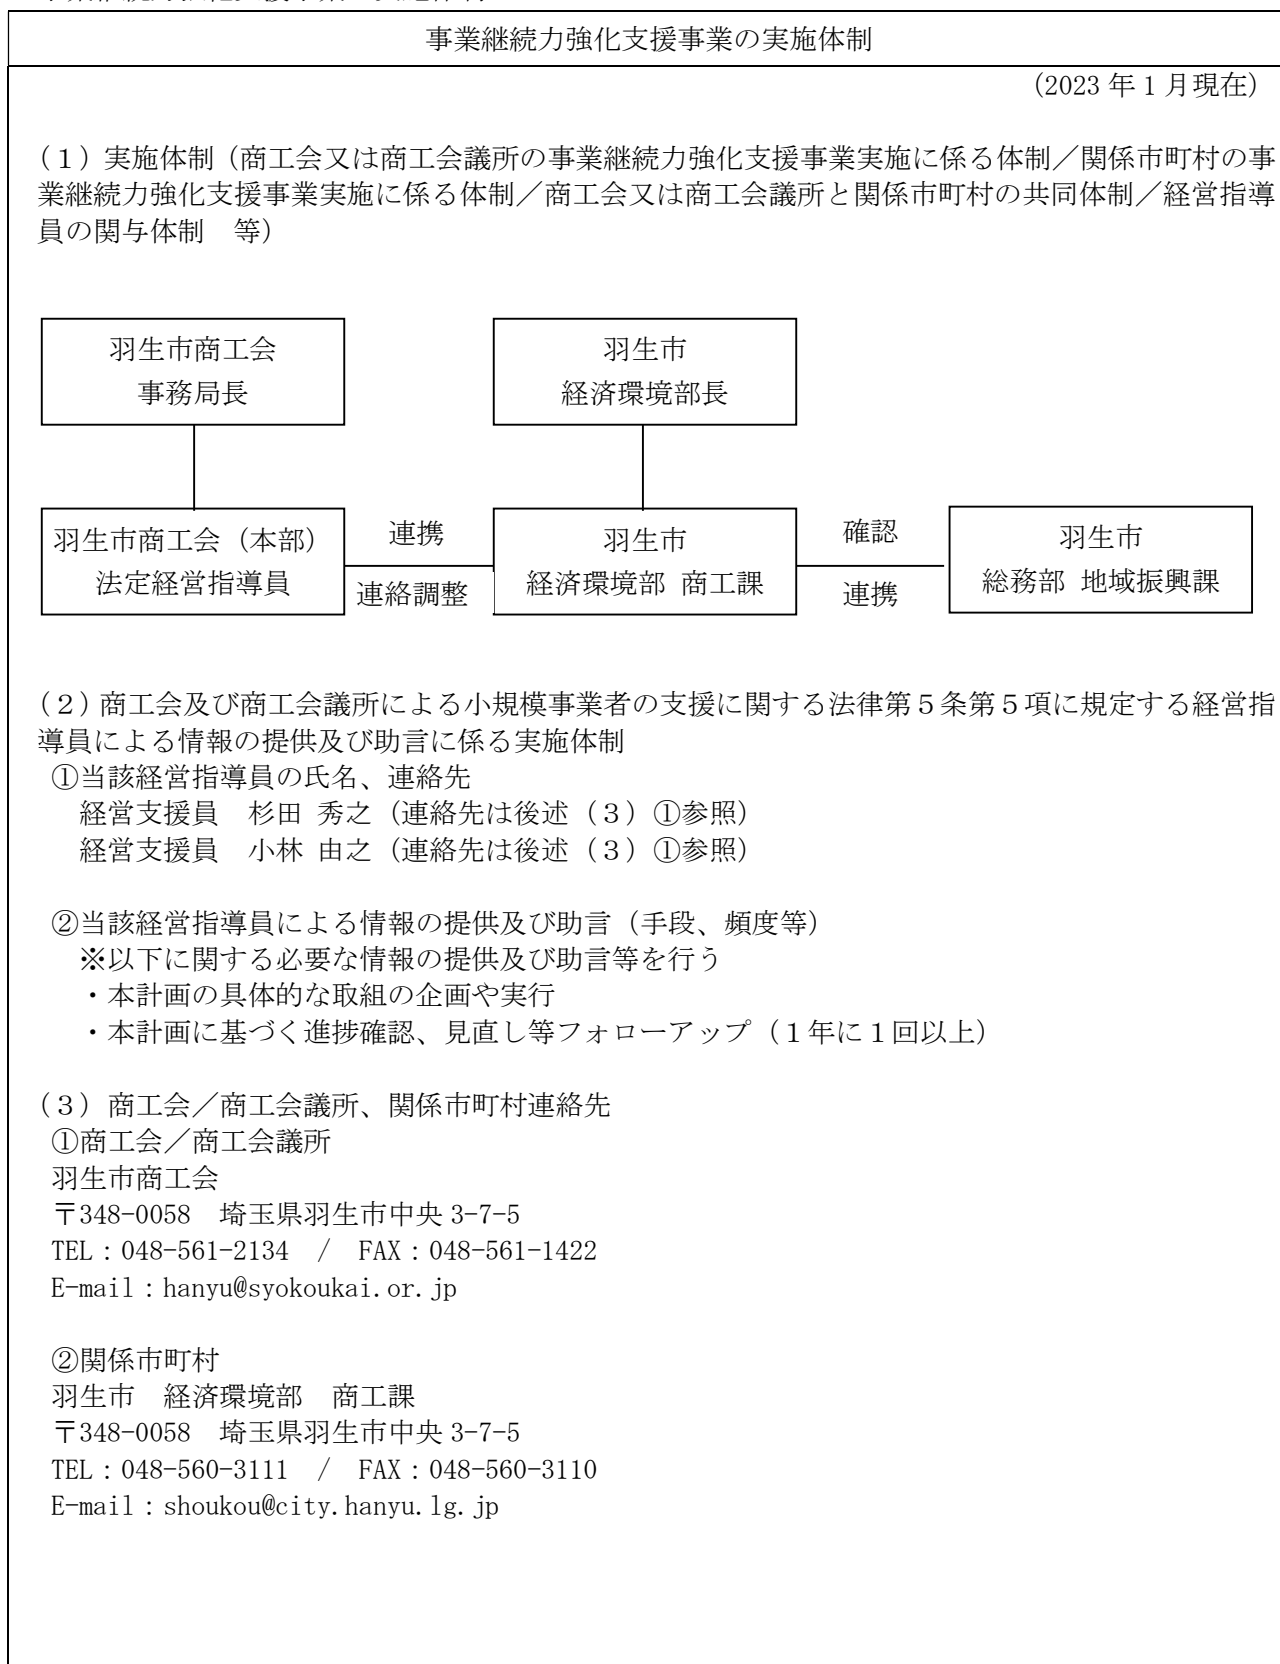 事業継続力強化支援事業の実施体制
（2023 年 1 月現在）
（１）実施体制（商工会又は商工会議所の事業継続力強化支援事業実施に係る体制／関係市町村の事
業継続力強化支援事業実施に係る体制／商工会又は商工会議所と関係市町村の共同体制／経営指導
員の関与体制　等）
羽生市商工会
事務局長
羽生市
経済環境部長
羽生市商工会（本部）
法定経営指導員
連携
連絡調整
羽生市
経済環境部 商工課
確認
連携
羽生市
総務部 地域振興課
（２）商工会及び商工会議所による小規模事業者の支援に関する法律第５条第５項に規定する経営指
導員による情報の提供及び助言に係る実施体制
①当該経営指導員の氏名、連絡先
経営支援員　杉田 秀之（連絡先は後述（３）①参照）
経営支援員　小林 由之（連絡先は後述（３）①参照）
②当該経営指導員による情報の提供及び助言（手段、頻度等）
※以下に関する必要な情報の提供及び助言等を行う
・本計画の具体的な取組の企画や実行
・本計画に基づく進捗確認、見直し等フォローアップ（１年に１回以上）
（３）商工会／商工会議所、関係市町村連絡先
①商工会／商工会議所
羽生市商工会
〒348-0058　埼玉県羽生市中央 3-7-5
TEL：048-561-2134　/　FAX：048-561-1422
E-mail：hanyu@syokoukai.or.jp
②関係市町村
羽生市　経済環境部　商工課
〒348-0058　埼玉県羽生市中央 3-7-5
TEL：048-560-3111　/　FAX：048-560-3110
E-mail：shoukou@city.hanyu.lg.jp